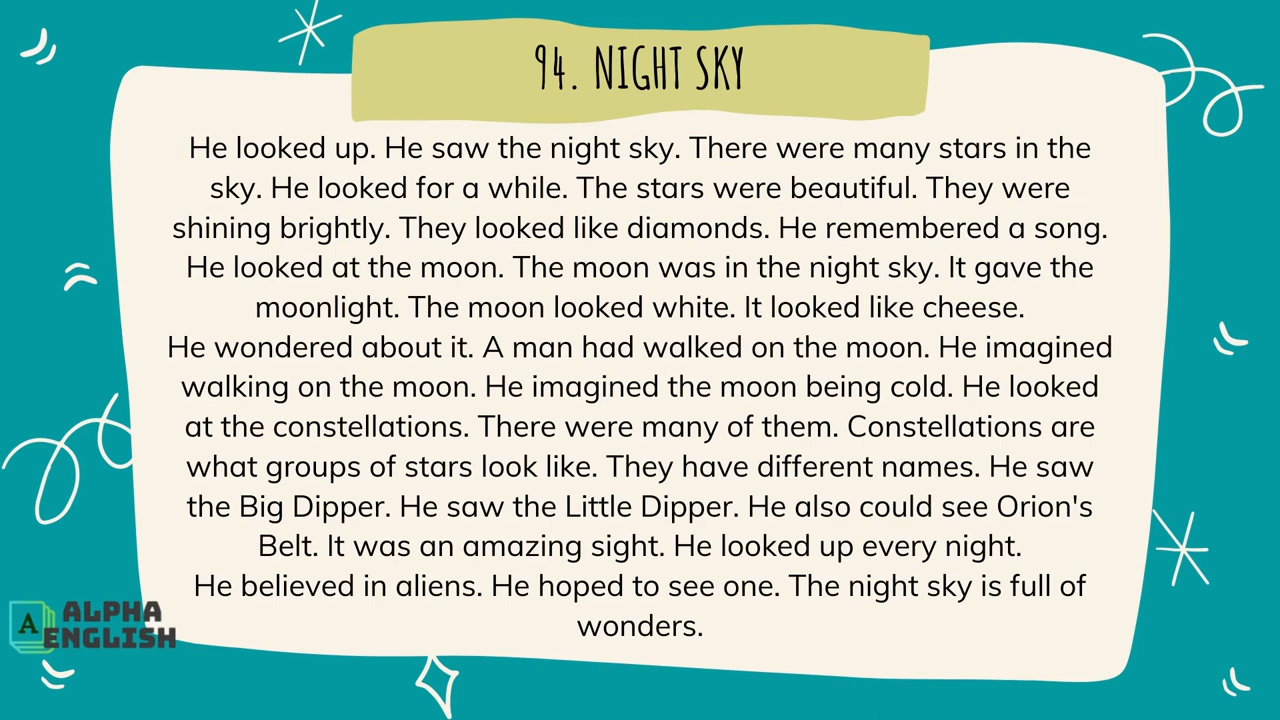 94. NIGHT SKY
He looked up. He saw the night sky. There were many stars in the
sky. He looked for a while. The stars were beautiful. They were
shining brightly. They looked like diamonds. He remembered a song.
He looked at the moon. The moon was in the night sky. It gave the
moonlight. The moon looked white. It looked like cheese.
He wondered about it. A man had walked on the moon. He imagined
walking on the moon. He imagined the moon being cold. He looked
at the constellations. There were many of them. Constellations are
what groups of stars look like. They have different names. He saw
the Big Dipper. He saw the Little Dipper. He also could see Orion's
Belt. It was an amazing sight. He looked up every night.
He believed in aliens. He hoped to see one. The night sky is full of
wonders.
A
ALPHA
ENGLISH